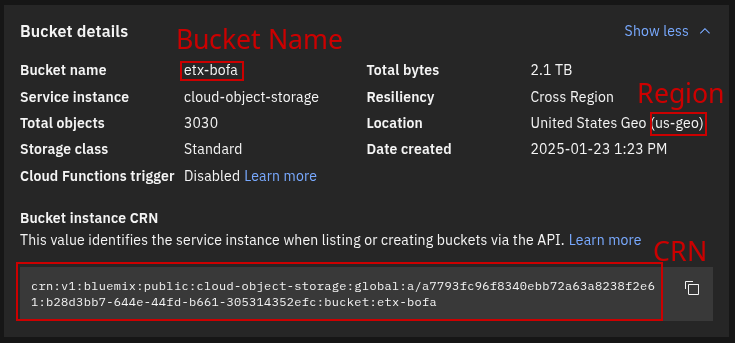 Bucket details
Bucket Name
Show less
Bucket name etx-bofa Total bytes 2.1 TB
Service instance cloud-object-storage Resiliency Cross Region
Region
Total objects 3030 Location United States Geo (us-geo)
Storage class Standard Date created 2025-01-23 1:23 PM
Cloud Functions trigger Disabled Learn more
Bucket instance CRN
This value identifies the service instance when listing or creating buckets via the API. Learn more
CRN
crn:v1:bluemix:public:cloud-object-storage:global:a/a7793fc96f8340ebb72a63a8238f2e6
1:b28d3bb7-644e-44fd-b661-305314352efc:bucket:etx-bofa